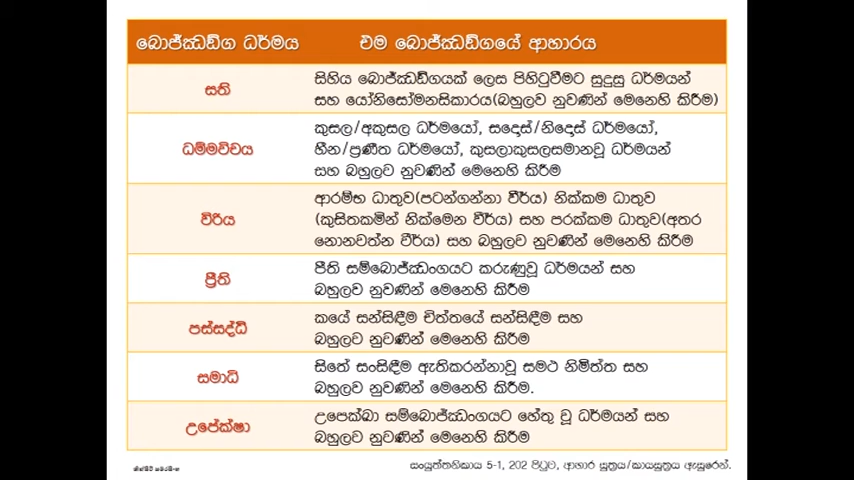 බොජ්ඣඞ්ග ධර්මය එම බොජ්ඣඞ්ගයේ ආහාරය
සති
සිහිය බොජ්ඣඞ්ගයක් ලෙස පිහිටුවීමට සුදුසු ධර්මයන්
සහ යෝනිසෝමනසිකාරය(බහුලව නුවණින් මෙනෙහි කිරීම)
ධම්මවිචය
කුසල/අකුසල ධර්මයෝ, සදොස්/නිදොස් ධර්මයෝ,
හීන/ප්‍රණීත ධර්මයෝ, කුසලාකුසලසමානවූ ධර්මයන්
සහ බහුලව නුවණින් මෙනෙහි කිරීම
විරිය
ආරම්භ ධාතුව(පටන්ගන්නා වීර්ය) නික්කම ධාතුව
(කුසිතකමින් නික්මෙන වීර්ය) සහ පරක්කම ධාතුව(අතර
නොනවත්න වීර්ය) සහ බහුලව නුවණින් මෙනෙහි කිරීම
ප්‍රීති
පීති සම්බොජ්ඣංගයට කරුණුවූ ධර්මයන් සහ
බහුලව නුවණින් මෙනෙහි කිරීම
පස්සද්ධි
කයේ සන්සිඳීම චිත්තයේ සන්සිඳීම සහ
බහුලව නුවණින් මෙනෙහි කිරීම
සමාධි
සිතේ සංසිඳීම ඇතිකරන්නාවූ සමථ නිමිත්ත සහ
බහුලව නුවණින් මෙනෙහි කිරීම.
උපේක්ෂා
උපෙක්ඛා සම්බොජ්ඣංගයට හේතු වූ ධර්මයන් සහ
බහුලව නුවණින් මෙනෙහි කිරීම
සංයුත්තනිකාය 5-1, 202 පිටුව, ආහාර සූත්‍රය/කායසූත්‍රය ඇසුරෙන්.